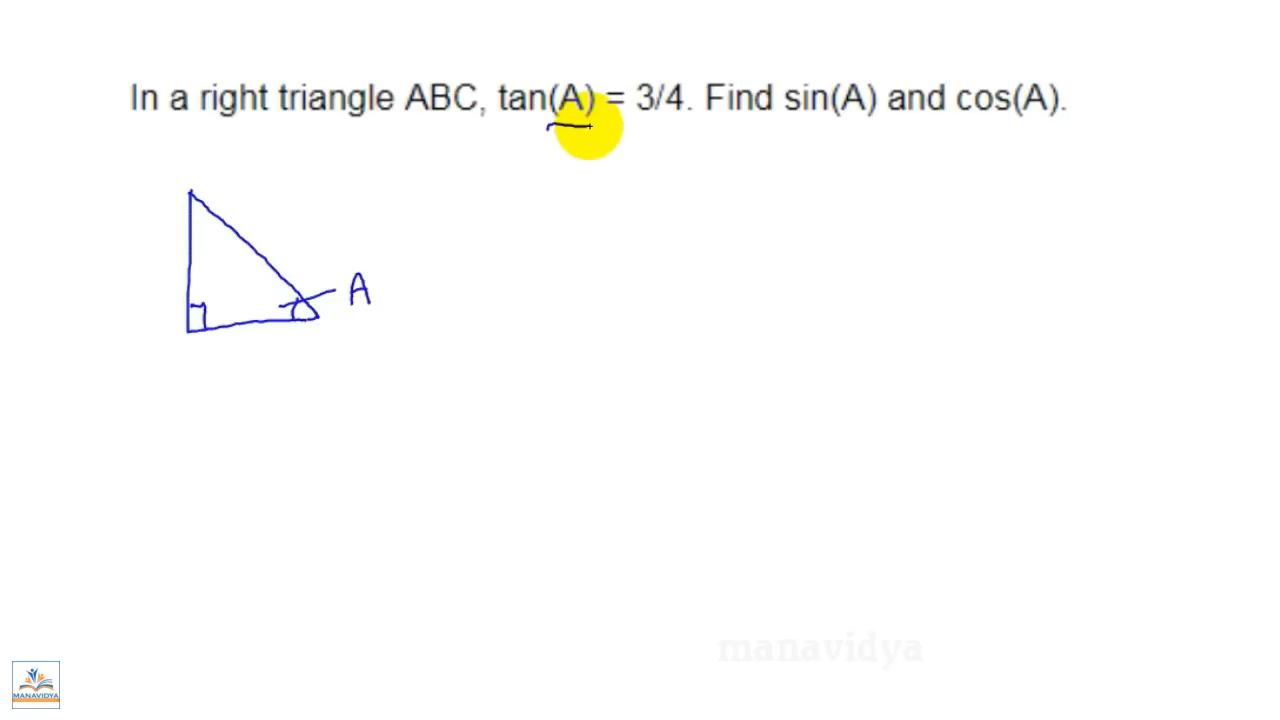 In a right triangle ABC, tan(A) = 3/4. Find sin(A) and cos(A).
A
manavidya
MANAVIDYA